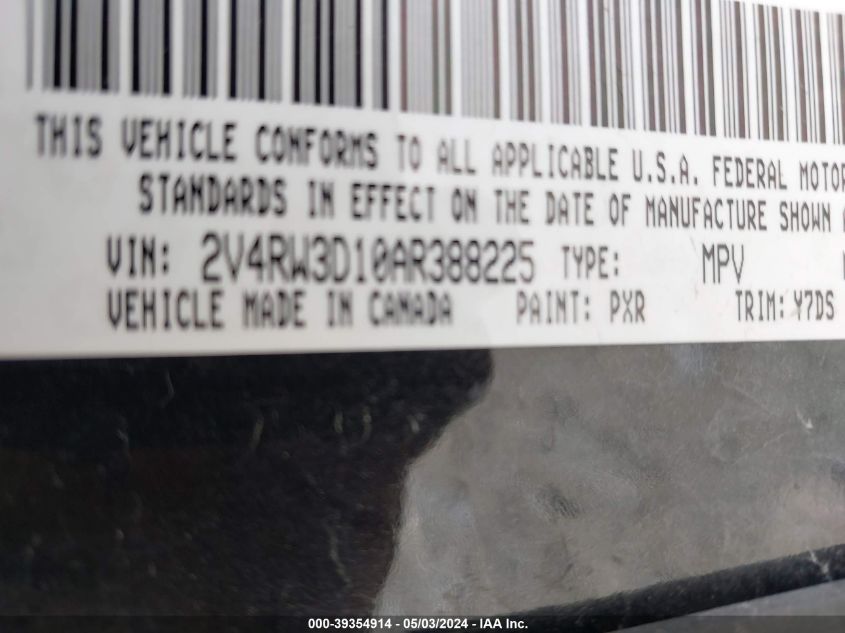 THIS VEHICLE CONFORMS TO ALL APPLICABLE U.S.A. FEDERAL MOTOR
STANDARDS IN EFFECT ON THE DATE OF MANUFACTURE SHOWN
VIN: 2V4RW3D10AR388225 TYPE: MPV
VEHICLE MADE IN CANADA PAINT: PXR TRIM: Y7DS
000-39354914 - 05/03/2024 - IAA Inc.